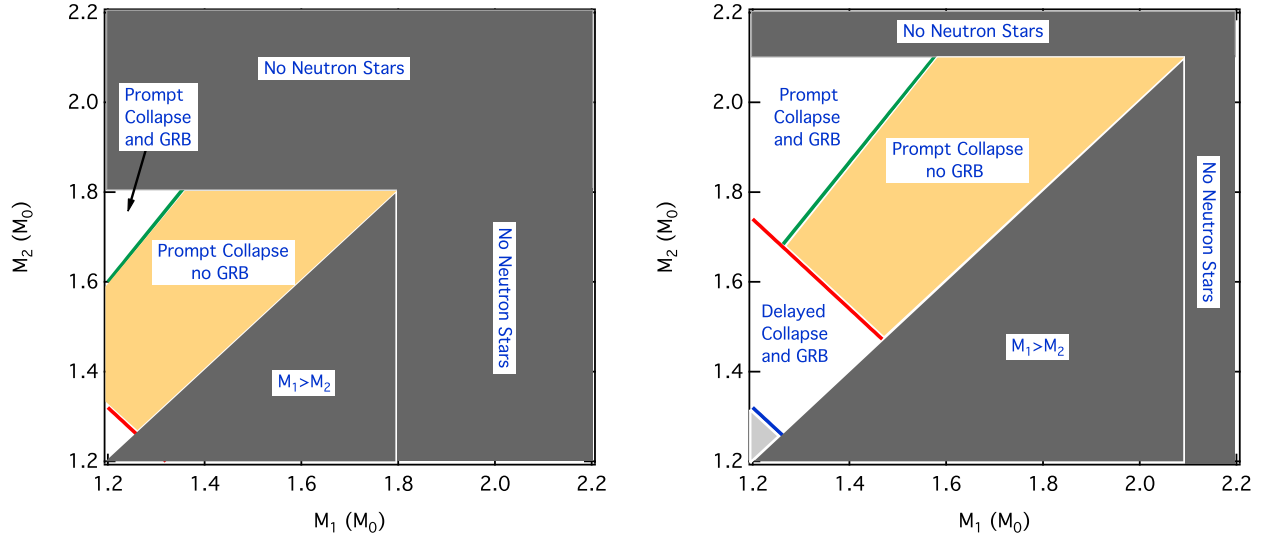 2.2
2.0
1.8
1.6
1.4
1.2
M2 (M0)
No Neutron Stars
Prompt
Collapse
and GRB
Prompt Collapse
no GRB
No Neutron Stars
M1>M2
1.2
1.4
1.6
1.8
2.0
2.2
M1 (M0)
2.2
2.0
1.8
1.6
1.4
1.2
M2 (M0)
No Neutron Stars
Prompt
Collapse
and GRB
Prompt Collapse
no GRB
No Neutron Stars
Delayed
Collapse
and GRB
M1>M2
1.2
1.4
1.6
1.8
2.0
2.2
M1 (M0)